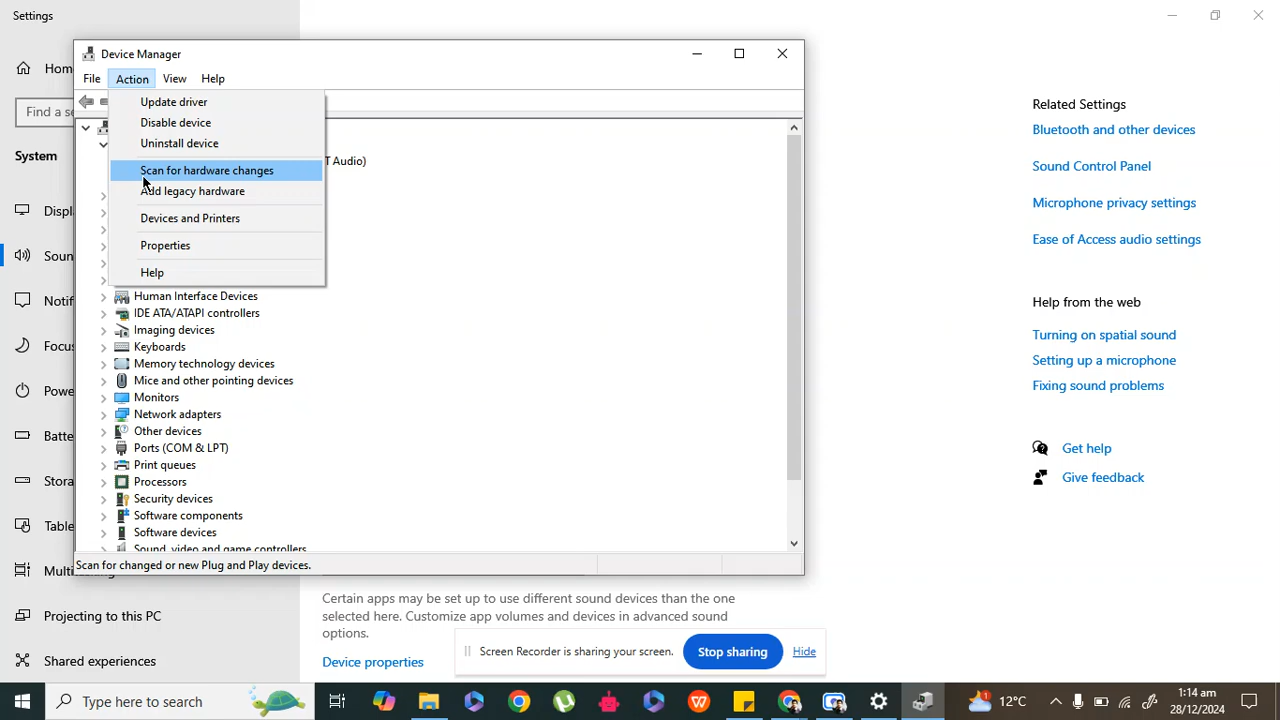 Settings
Device Manager
File Action View Help
Update driver
Disable device
Uninstall device
Scan for hardware changes
Add legacy hardware
Devices and Printers
Properties
Help
T Audio)
Human Interface Devices
IDE ATA/ATAPI controllers
Imaging devices
Keyboards
Memory technology devices
Mice and other pointing devices
Monitors
Network adapters
Other devices
Ports (COM & LPT)
Print queues
Processors
Security devices
Software components
Software devices
Sound, video and game controllers
Scan for changed or new Plug and Play devices.
Hom
Find a se
System
Displ
Soun
Notif
Focus
Powe
Batte
Stora
Table
Multitasking
Projecting to this PC
Shared experiences
Certain apps may be set up to use different sound devices than the one
selected here. Customize app volumes and devices in advanced sound
options.
Device properties
Related Settings
Bluetooth and other devices
Sound Control Panel
Microphone privacy settings
Ease of Access audio settings
Help from the web
Turning on spatial sound
Setting up a microphone
Fixing sound problems
Get help
Give feedback
Screen Recorder is sharing your screen. Stop sharing Hide
Type here to search
1
12°C
1:14 am
28/12/2024